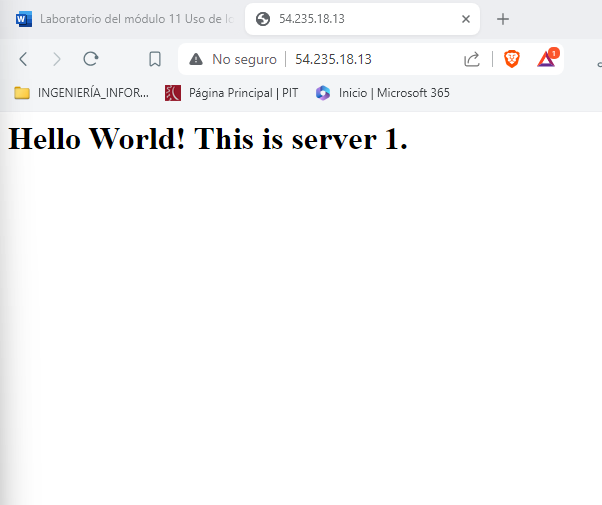 Laboratorio del módulo 11 Uso de 54.235.18.13
No seguro 54.235.18.13 1
INGENIERÍA_INFOR... Página Principal | PIT Inicio | Microsoft 365
Hello World! This is server 1.